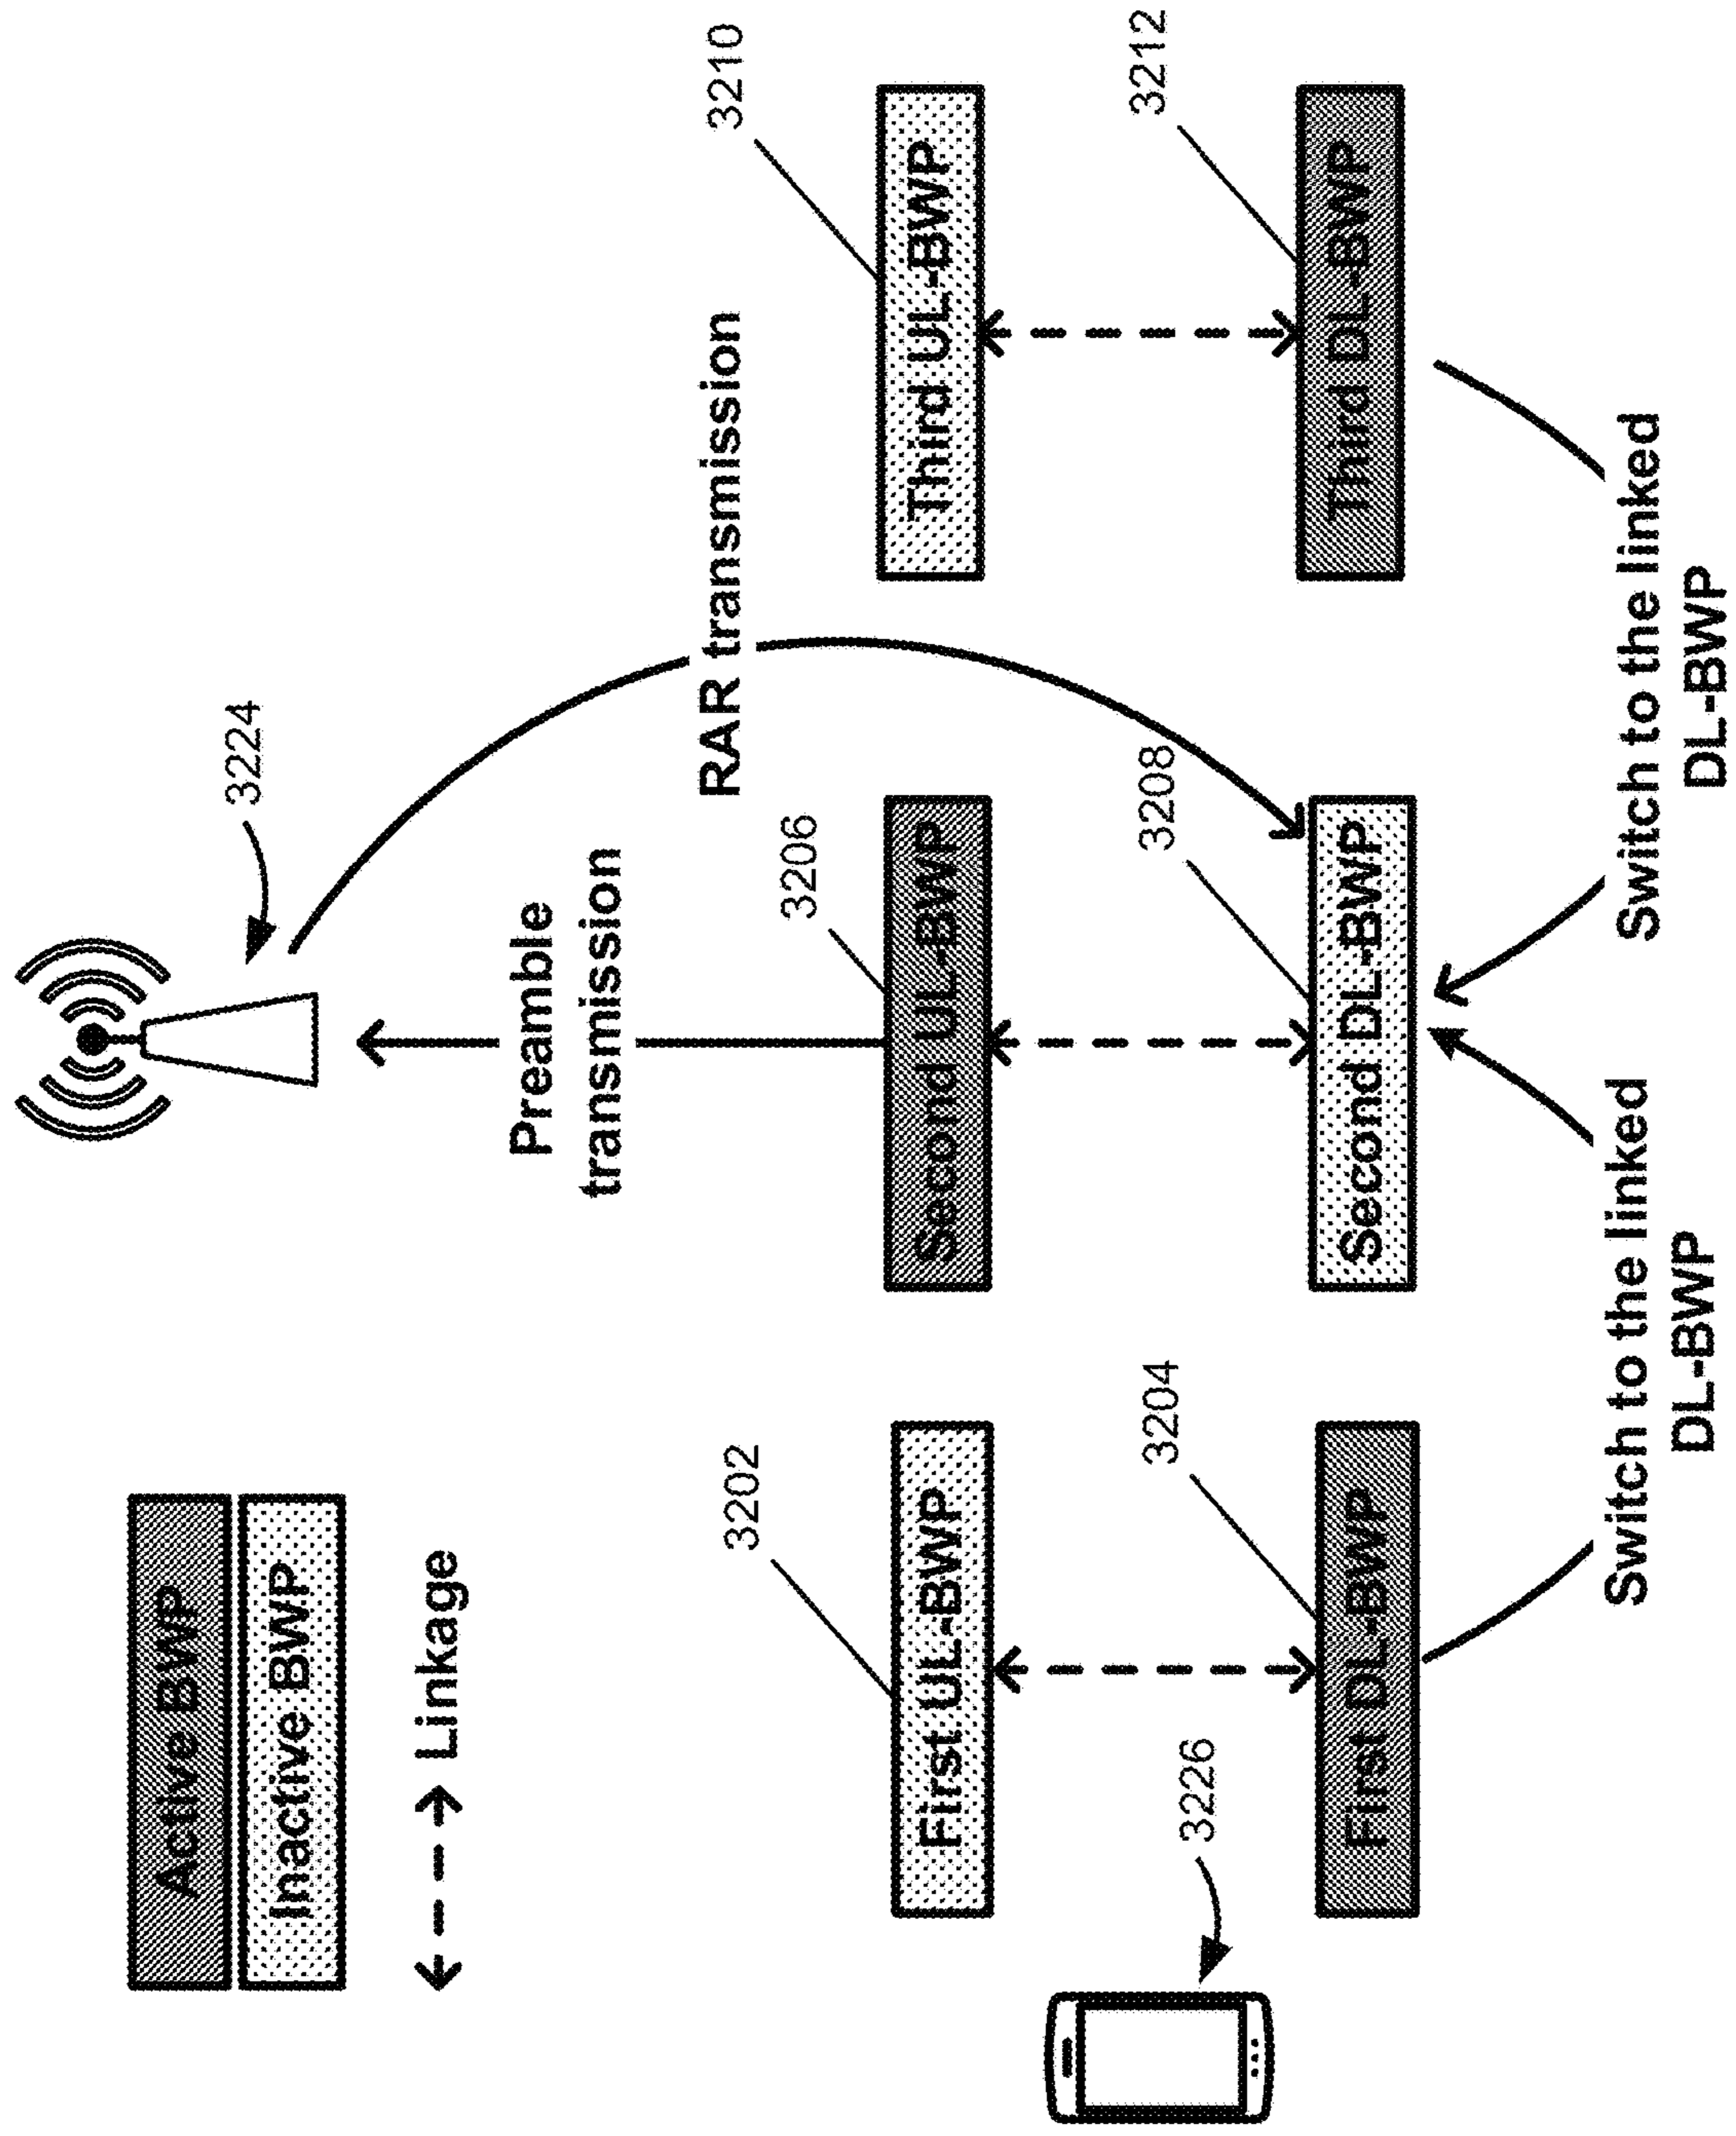 Active BWP
Inactive BWP
Linkage
3224
Preamble
transmission
RAR transmission
3202
3206
3210
First UL-BWP
Second UL-BWP
Third UL-BWP
3226
3204
3208
3212
First DL-BWP
Second DL-BWP
Third DL-BWP
Switch to the linked
DL-BWP
Switch to the linked
DL-BWP